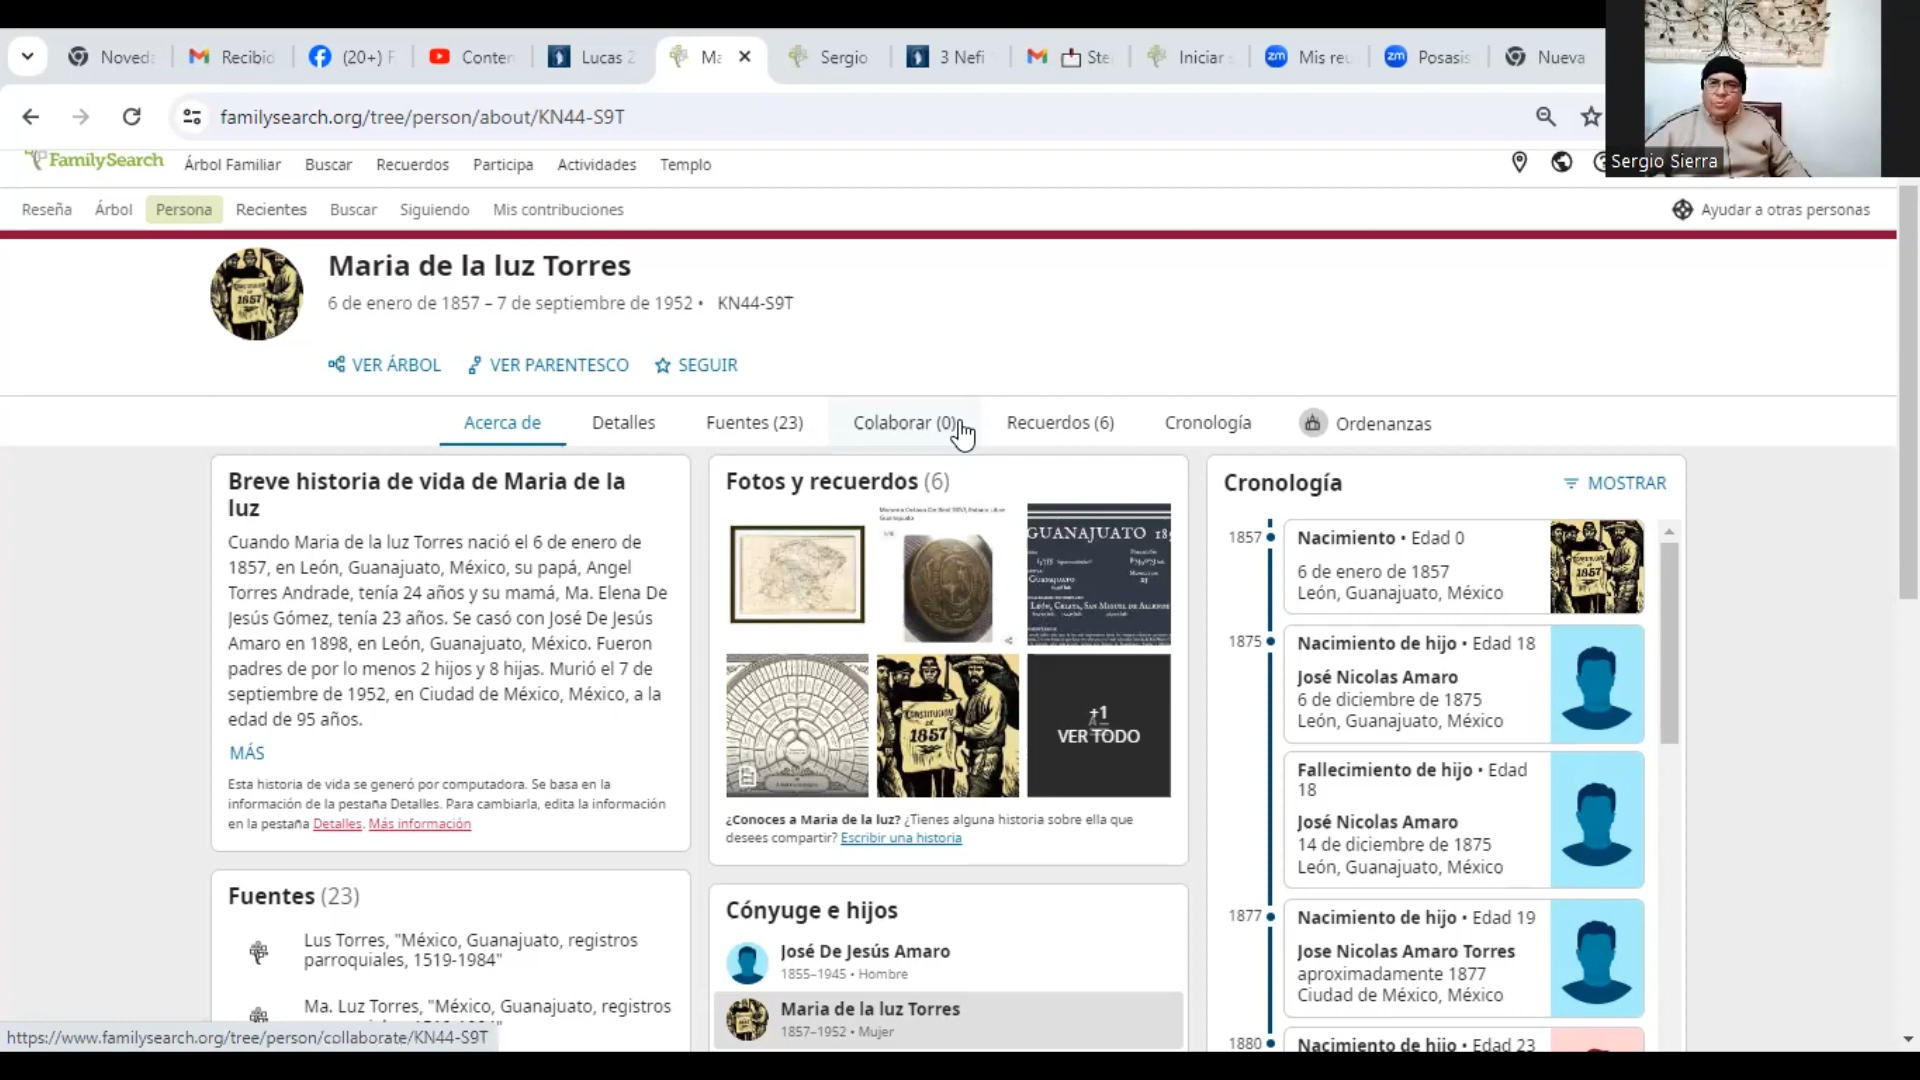 Noveda
Recibid
(20+) F
Conten
Lucas 2
Ma
Sergio
3 Nefi
Ste
Iniciar s
zm Mis reu
zm Posasis
Nueva
familysearch.org/tree/person/about/KN44-S9T
Sergio Sierra
FamilySearch Árbol Familiar Buscar Recuerdos Participa Actividades Templo
Reseña Árbol Persona Recientes Buscar Siguiendo Mis contribuciones Ayudar a otras personas
Maria de la luz Torres
6 de enero de 1857 – 7 de septiembre de 1952 • KN44-S9T
VER ÁRBOL VER PARENTESCO SEGUIR
Acerca de Detalles Fuentes (23) Colaborar (0) Recuerdos (6) Cronología Ordenanzas
Breve historia de vida de Maria de la
luz
Cuando Maria de la luz Torres nació el 6 de enero de
1857, en León, Guanajuato, México, su papá, Angel
Torres Andrade, tenía 24 años y su mamá, Ma. Elena De
Jesús Gómez, tenía 23 años. Se casó con José De Jesús
Amaro en 1898, en León, Guanajuato, México. Fueron
padres de por lo menos 2 hijos y 8 hijas. Murió el 7 de
septiembre de 1952, en Ciudad de México, México, a la
edad de 95 años.
MÁS
Esta historia de vida se generó por computadora. Se basa en la
información de la pestaña Detalles. Para cambiarla, edita la información
en la pestaña Detalles. Más información
Fuentes (23)
Lus Torres, "México, Guanajuato, registros
parroquiales, 1519-1984"
Ma. Luz Torres, "México, Guanajuato, registros
Fotos y recuerdos (6)
GUANAJUATO 185
Guanajuato
León, Celaya, San Miguel de Allende
CONSTITUCION
DE
1857
+1
VER TODO
¿Conoces a Maria de la luz? ¿Tienes alguna historia sobre ella que
desees compartir? Escribir una historia
Cónyuge e hijos
José De Jesús Amaro
1855–1945 • Hombre
Maria de la luz Torres
1857–1952 • Mujer
Cronología MOSTRAR
1857
Nacimiento • Edad 0
6 de enero de 1857
León, Guanajuato, México
1875
Nacimiento de hijo • Edad 18
José Nicolas Amaro
6 de diciembre de 1875
León, Guanajuato, México
Fallecimiento de hijo • Edad
18
José Nicolas Amaro
14 de diciembre de 1875
León, Guanajuato, México
1877
Nacimiento de hijo • Edad 19
Jose Nicolas Amaro Torres
aproximadamente 1877
Ciudad de México, México
1880
Nacimiento de hijo • Edad 23
https://www.familysearch.org/tree/person/collaborate/KN44-S9T